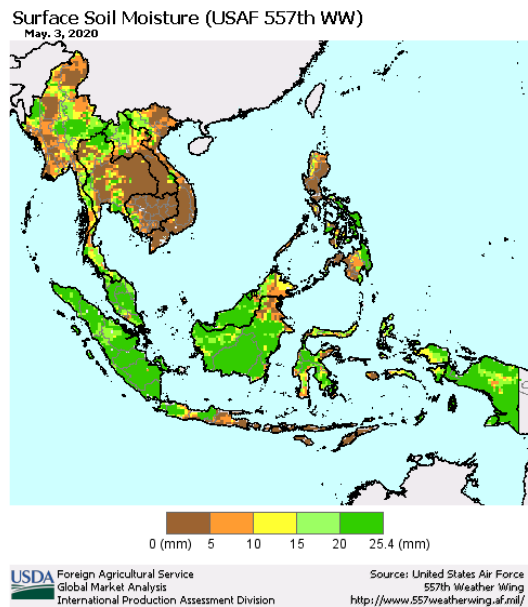 Surface Soil Moisture (USAF 557th WW)
May. 3, 2020
0 (mm) 5 10 15 20 25.4 (mm)
USDA Foreign Agricultural Service
Global Market Analysis
International Production Assessment Division
Source: United States Air Force
557th Weather Wing
http://www.557weatherwing.af.mil/